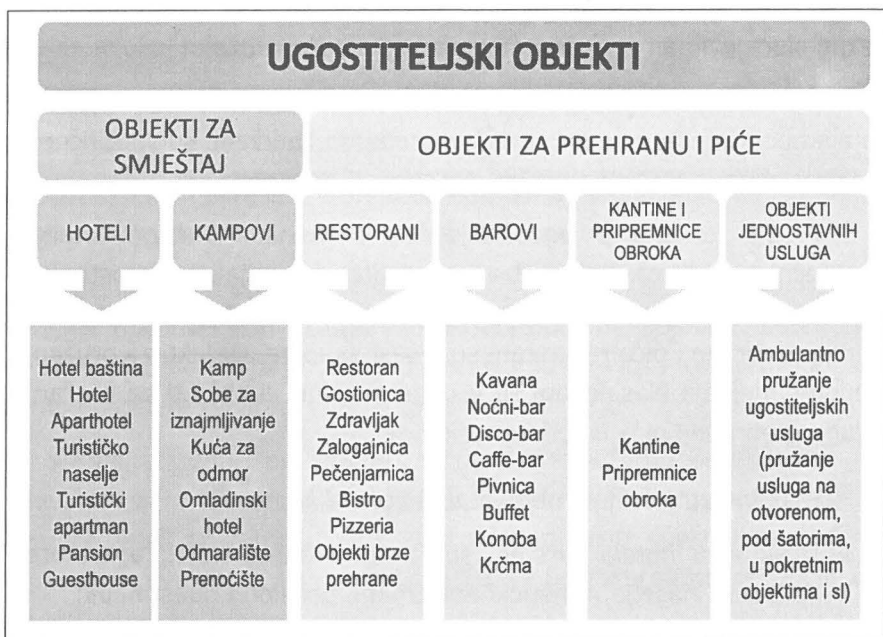 UGOSTITELJSKI OBJEKTI
OBJEKTI ZA
SMJEŠTAJ
OBJEKTI ZA PREHRANU I PIĆE
HOTELI
KAMPOVI
RESTORANI
BAROVI
KANTINE I
PRIPREMNICE
OBROKA
OBJEKTI
JEDNOSTAVNIH
USLUGA
Hotel baština
Hotel
Aparthotel
Turističko
naselje
Turistički
apartman
Pansion
Guesthouse
Kamp
Sobe za
iznajmljivanje
Kuća za
odmor
Omladinski
hotel
Odmaralište
Prenoćište
Restoran
Gostionica
Zdravljak
Zalogajnica
Pečenjarnica
Bistro
Pizzeria
Objekti brze
prehrane
Kavana
Noćni-bar
Disco-bar
Caffe-bar
Pivnica
Buffet
Konoba
Krčma
Kantine
Pripremnice
obroka
Ambulantno
pružanje
ugostiteljskih
usluga
(pružanje
usluga na
otvorenom,
pod šatorima,
u pokretnim
objektima i sl)